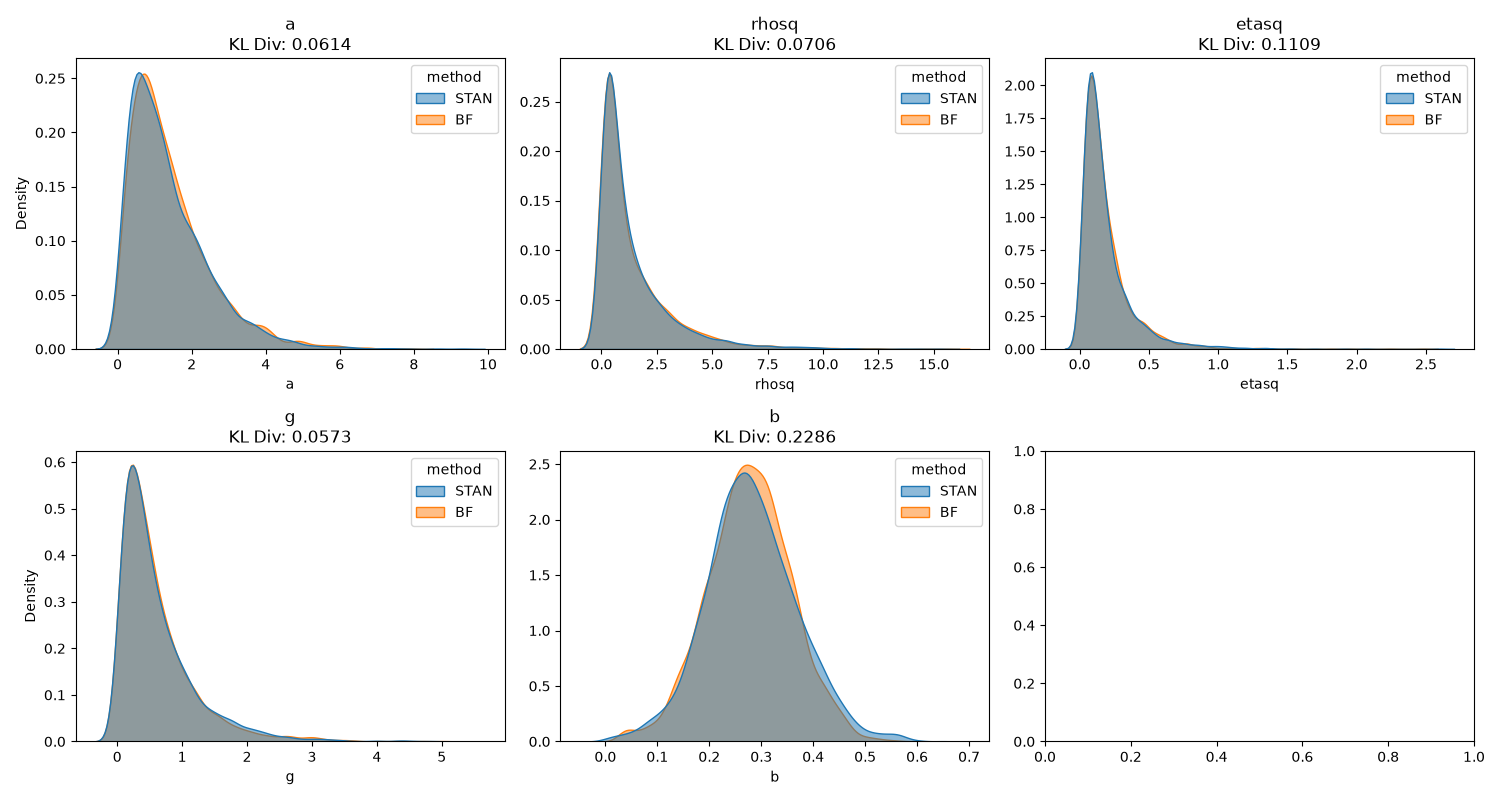 a
KL Div: 0.0614
method
STAN
BF
Density
0.25
0.20
0.15
0.10
0.05
0.00
0 2 4 6 8 10
a
rhosq
KL Div: 0.0706
method
STAN
BF
0.25
0.20
0.15
0.10
0.05
0.00
0.0 2.5 5.0 7.5 10.0 12.5 15.0
rhosq
etasq
KL Div: 0.1109
method
STAN
BF
2.00
1.75
1.50
1.25
1.00
0.75
0.50
0.25
0.00
0.0 0.5 1.0 1.5 2.0 2.5
etasq
g
KL Div: 0.0573
method
STAN
BF
Density
0.6
0.5
0.4
0.3
0.2
0.1
0.0
0 1 2 3 4 5
g
b
KL Div: 0.2286
method
STAN
BF
2.5
2.0
1.5
1.0
0.5
0.0
0.0 0.1 0.2 0.3 0.4 0.5 0.6 0.7
b
1.0
0.8
0.6
0.4
0.2
0.0
0.0 0.2 0.4 0.6 0.8 1.0